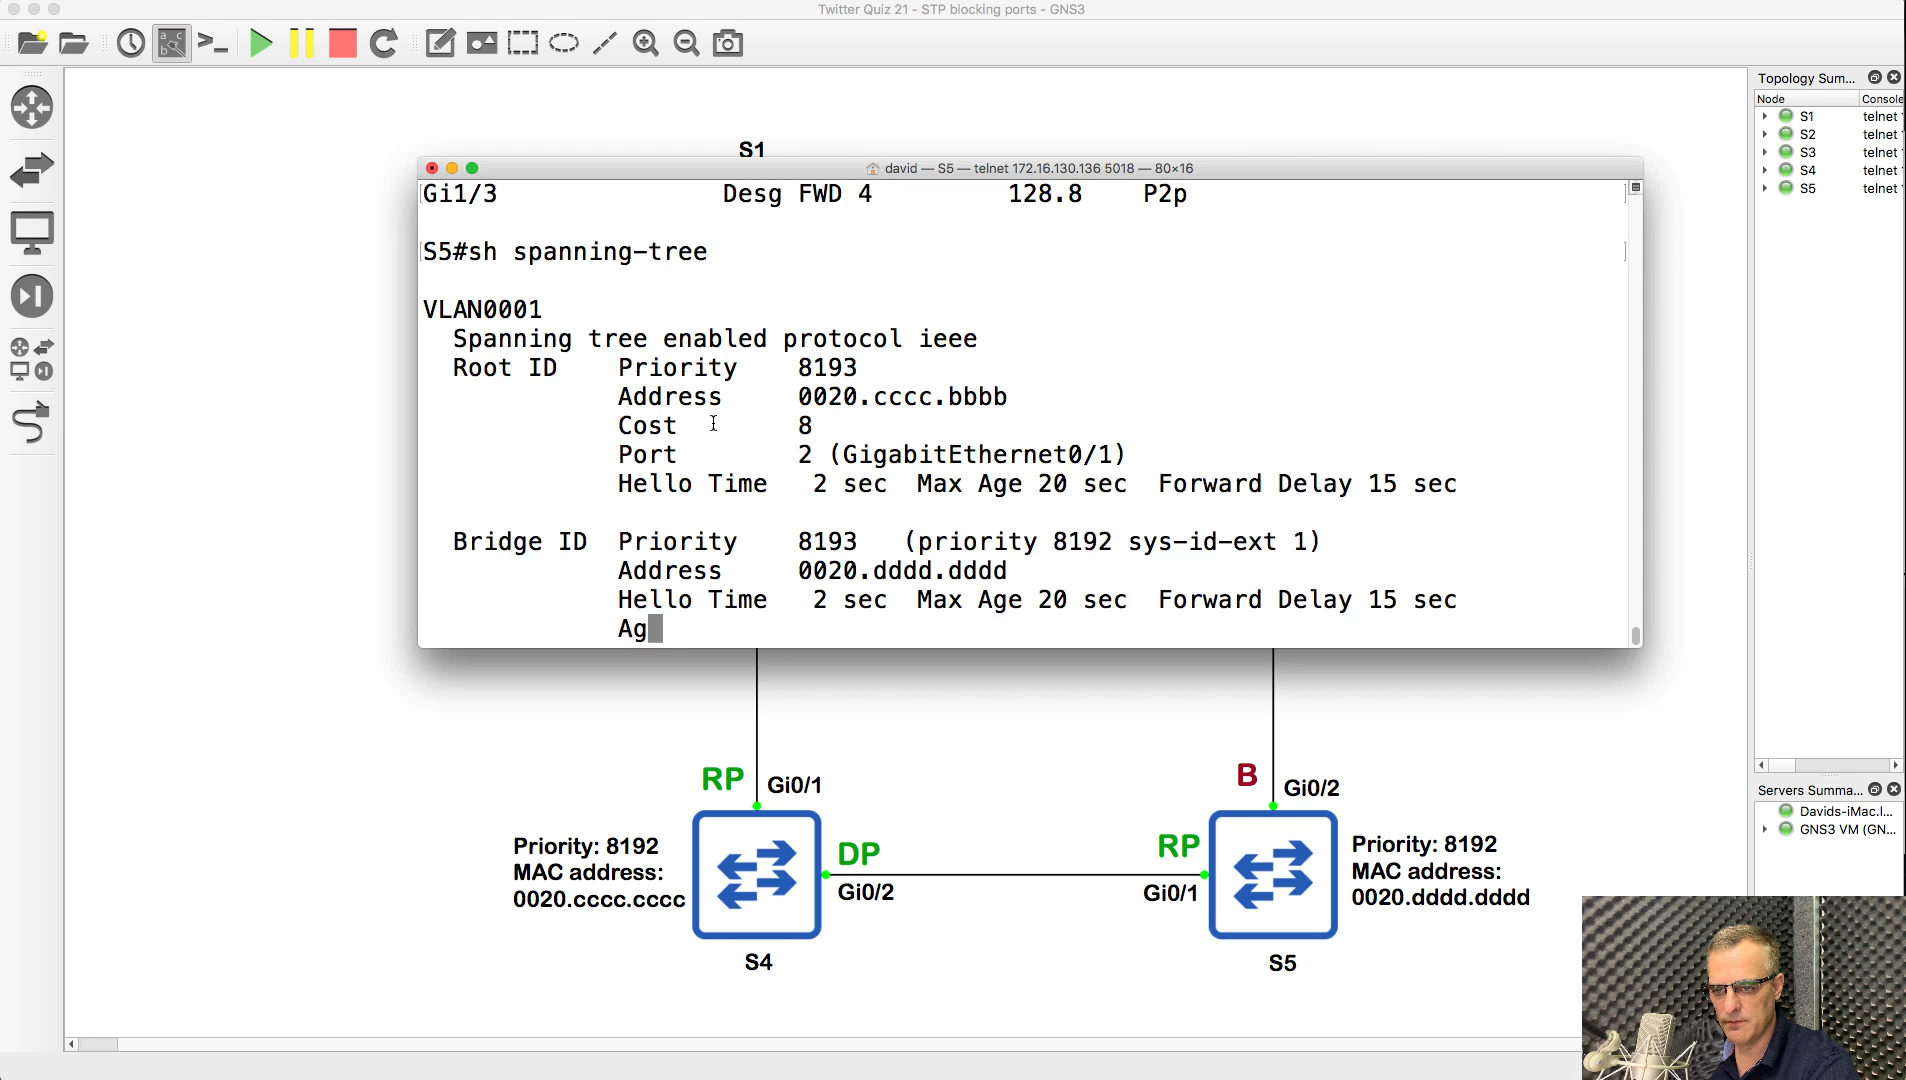 Twitter Quiz 21 - STP blocking ports - GNS3
Topology Sum...
Node Console
S1 telnet
S2 telnet
S3 telnet
S4 telnet
S5 telnet
S1
david — S5 — telnet 172.16.130.136 5018 — 80×16
Gi1/3 Desg FWD 4 128.8 P2p
S5#sh spanning-tree
VLAN0001
Spanning tree enabled protocol ieee
Root ID Priority 8193
Address 0020.cccc.bbbb
Cost 8
Port 2 (GigabitEthernet0/1)
Hello Time 2 sec Max Age 20 sec Forward Delay 15 sec
Bridge ID Priority 8193 (priority 8192 sys-id-ext 1)
Address 0020.dddd.dddd
Hello Time 2 sec Max Age 20 sec Forward Delay 15 sec
Ag
RP Gi0/1
B Gi0/2
Priority: 8192
MAC address:
0020.cccc.cccc
DP
Gi0/2
S4
RP
Gi0/1
Priority: 8192
MAC address:
0020.dddd.dddd
S5
Servers Summa...
Davids-iMac.l...
GNS3 VM (GN...